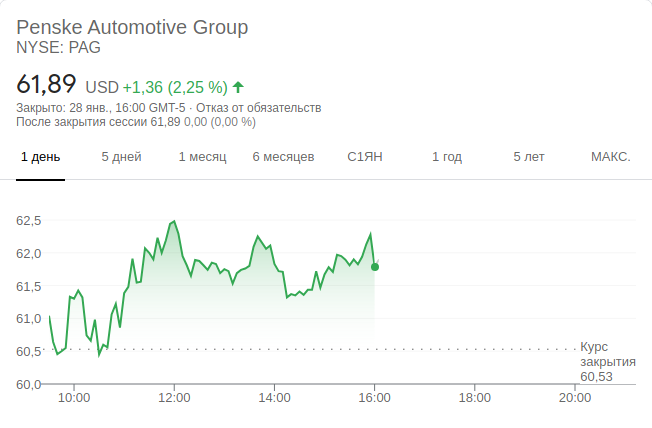 Penske Automotive Group
NYSE: PAG
61,89 USD +1,36 (2,25 %)
Закрыто: 28 янв., 16:00 GMT-5 · Отказ от обязательств
После закрытия сессии 61,89 0,00 (0,00 %)
1 день 5 дней 1 месяц 6 месяцев С1ЯН 1 год 5 лет МАКС.
62,5
62,0
61,5
61,0
60,5
60,0
Курс
закрытия
60,53
10:00 12:00 14:00 16:00 18:00 20:00